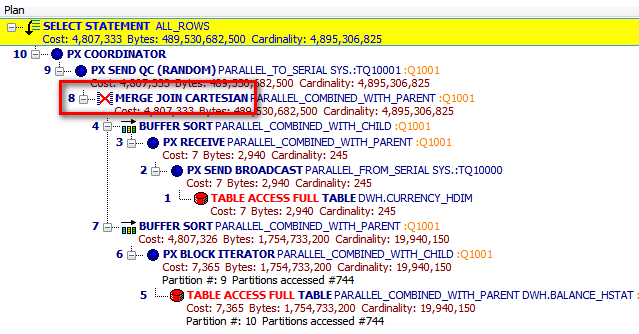 Plan
SELECT STATEMENT ALL_ROWS
Cost: 4,807,333 Bytes: 489,530,682,500 Cardinality: 4,895,306,825
10 PX COORDINATOR
9 PX SEND QC (RANDOM) PARALLEL_TO_SERIAL SYS.:TQ10001 :Q1001
Cost: 4,807,333 Bytes: 489,530,682,500 Cardinality: 4,895,306,825
8 MERGE JOIN CARTESIAN PARALLEL_COMBINED_WITH_PARENT :Q1001
Cost: 4,807,333 Bytes: 489,530,682,500 Cardinality: 4,895,306,825
4 BUFFER SORT PARALLEL_COMBINED_WITH_CHILD :Q1001
3 PX RECEIVE PARALLEL_COMBINED_WITH_PARENT :Q1001
Cost: 7 Bytes: 2,940 Cardinality: 245
2 PX SEND BROADCAST PARALLEL_FROM_SERIAL SYS.:TQ10000
Cost: 7 Bytes: 2,940 Cardinality: 245
1 TABLE ACCESS FULL TABLE DWH.CURRENCY_HDIM
Cost: 7 Bytes: 2,940 Cardinality: 245
7 BUFFER SORT PARALLEL_COMBINED_WITH_PARENT :Q1001
Cost: 4,807,326 Bytes: 1,754,733,200 Cardinality: 19,940,150
6 PX BLOCK ITERATOR PARALLEL_COMBINED_WITH_CHILD :Q1001
Cost: 7,365 Bytes: 1,754,733,200 Cardinality: 19,940,150
Partition #: 9 Partitions accessed #744
5 TABLE ACCESS FULL TABLE PARALLEL_COMBINED_WITH_PARENT DWH.BALANCE_HSTAT :
Cost: 7,365 Bytes: 1,754,733,200 Cardinality: 19,940,150
Partition #: 10 Partitions accessed #744